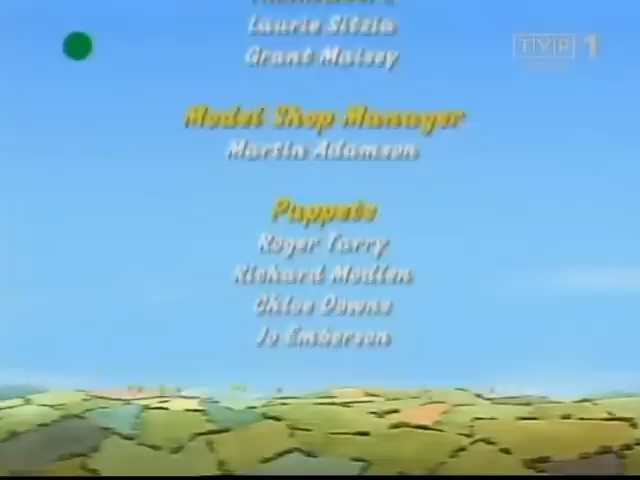 TVP 1
Laurie Sitzia
Grant Maisey
Model Shop Manager
Martin Adamson
Puppets
Roger Tarry
Richard Modlen
Chloe Downs
Jo Emberson